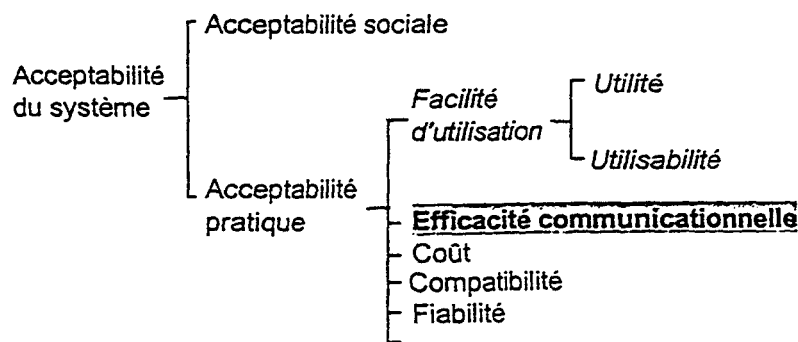 Acceptabilité sociale
Acceptabilité
du système
Facilité
d'utilisation
Utilité
Utilisabilité
Acceptabilité
pratique
Efficacité communicationnelle
Coût
Compatibilité
Fiabilité